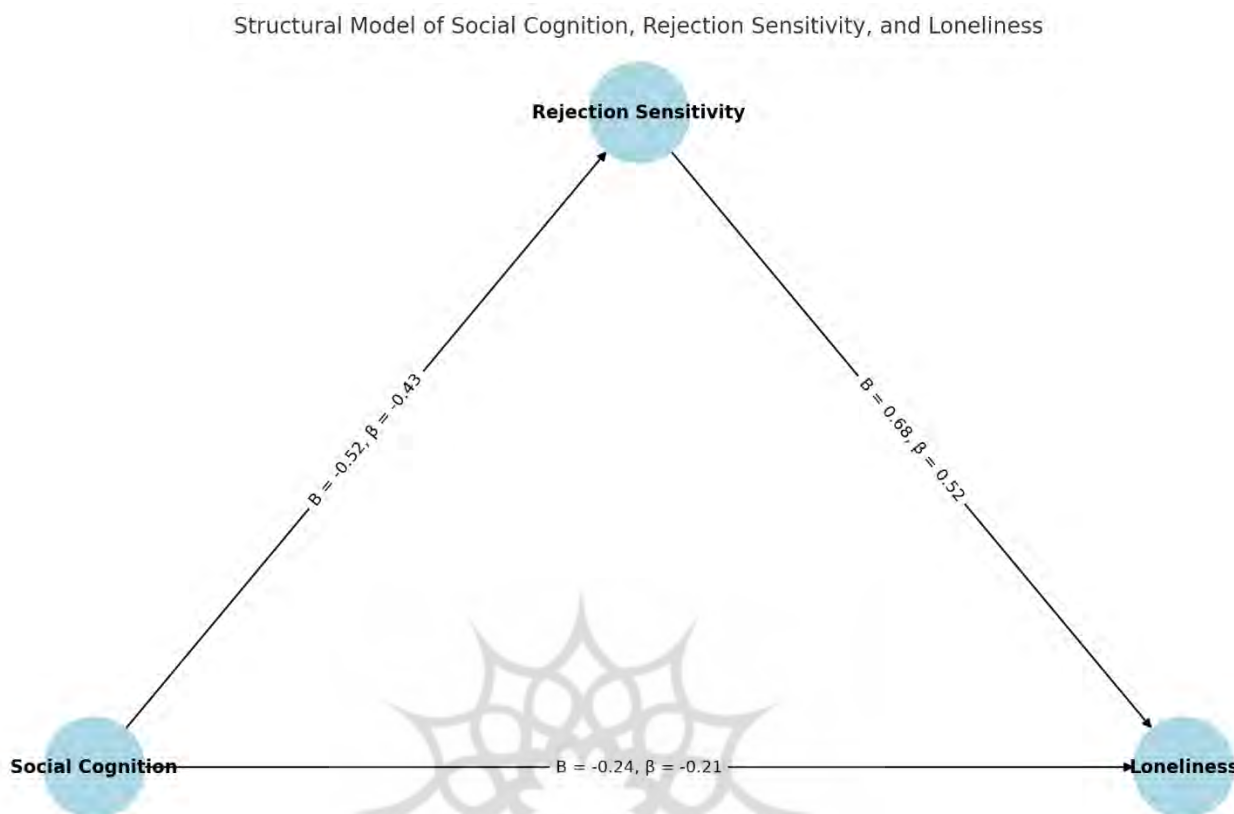 Structural Model of Social Cognition, Rejection Sensitivity, and Loneliness
Rejection Sensitivity
B = -0.52, β = -0.43
B = 0.68, β = 0.52
Social Cognition
B = -0.24, β = -0.21
Loneliness